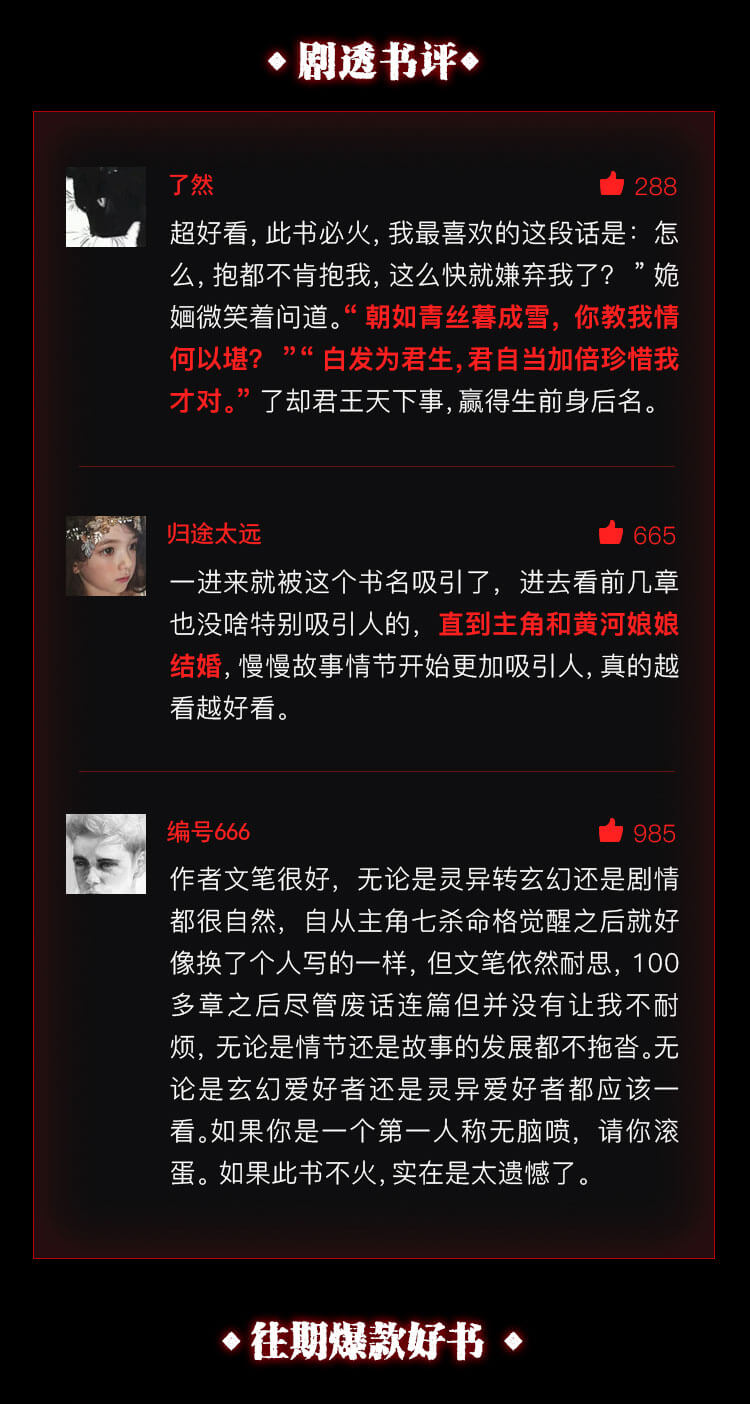 剧透书评
了然
288
超好看，此书必火，我最喜欢的这段话是：怎
么，抱都不肯抱我，这么快就嫌弃我了？”姽
婳微笑着问道。“朝如青丝暮成雪，你教我情
何以堪？”“白发为君生，君自当加倍珍惜我
才对。”了却君王天下事，赢得生前身后名。
归途太远
665
一进来就被这个书名吸引了，进去看前几章
也没啥特别吸引人的，直到主角和黄河娘娘
结婚，慢慢故事情节开始更加吸引人，真的越
看越好看。
编号666
985
作者文笔很好，无论是灵异转玄幻还是剧情
都很自然，自从主角七杀命格觉醒之后就好
像换了个人写的一样，但文笔依然耐思，100
多章之后尽管废话连篇但并没有让我不耐
烦，无论是情节还是故事的发展都不拖沓。无
论是玄幻爱好者还是灵异爱好者都应该一
看。如果你是一个第一人称无脑喷，请你滚
蛋。如果此书不火，实在是太遗憾了。
往期爆款好书